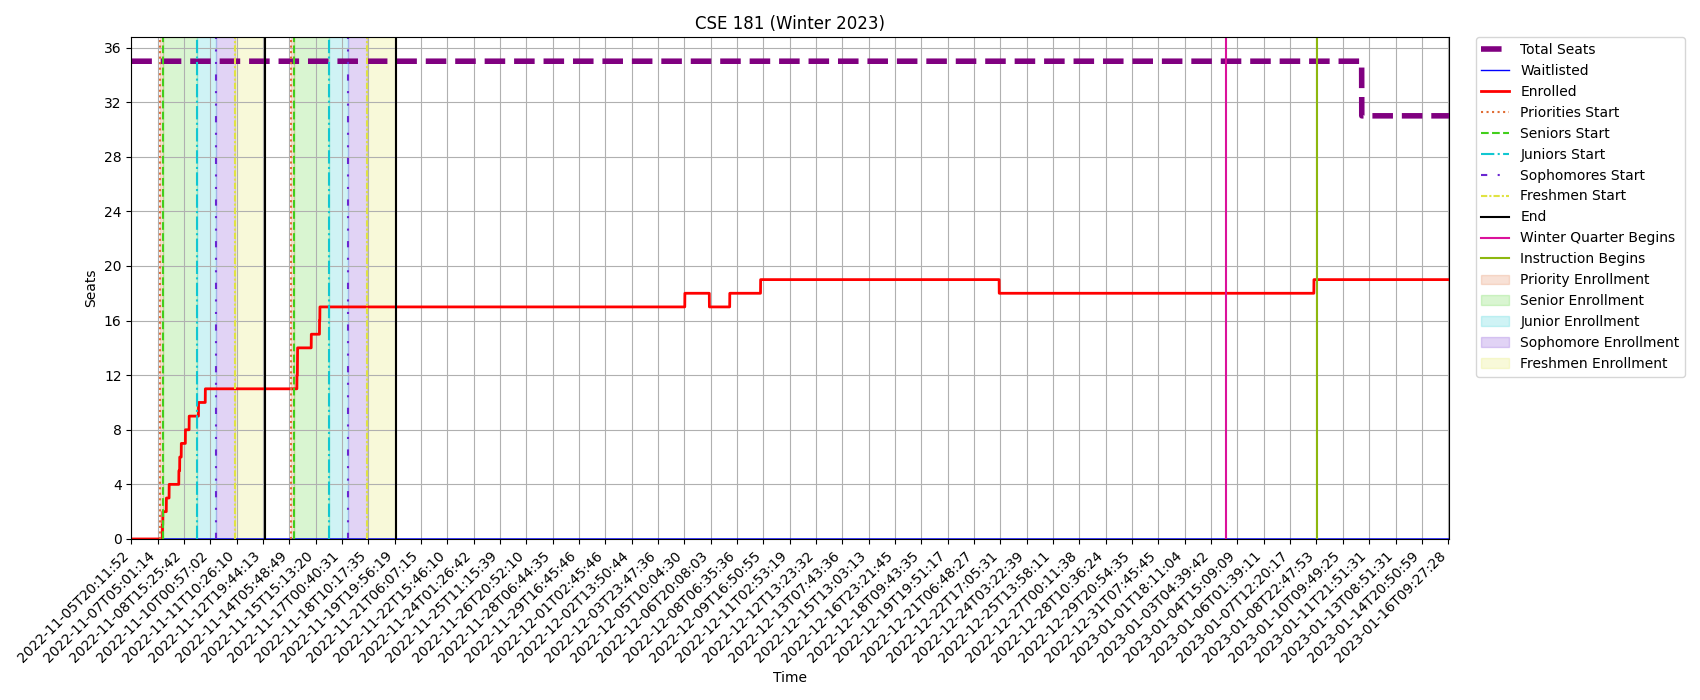 CSE 181 (Winter 2023)
Seats
36
32
28
24
20
16
12
8
4
0
2022-11-05T20:11:52
2022-11-07T05:01:14
2022-11-08T15:25:42
2022-11-10T00:57:02
2022-11-11T10:26:10
2022-11-12T19:44:13
2022-11-14T05:48:49
2022-11-15T15:13:20
2022-11-17T00:40:31
2022-11-18T10:17:35
2022-11-19T19:56:19
2022-11-21T06:07:15
2022-11-22T15:46:10
2022-11-24T01:26:42
2022-11-25T11:15:39
2022-11-26T20:52:10
2022-11-28T06:44:35
2022-11-29T16:45:46
2022-12-01T02:45:46
2022-12-02T13:50:44
2022-12-03T23:47:36
2022-12-05T10:04:30
2022-12-06T20:08:03
2022-12-08T06:35:36
2022-12-09T16:50:55
2022-12-11T02:53:19
2022-12-12T13:23:32
2022-12-13T07:43:36
2022-12-15T13:03:13
2022-12-16T23:21:45
2022-12-18T09:43:35
2022-12-19T19:51:17
2022-12-21T06:48:27
2022-12-22T17:05:31
2022-12-24T03:22:39
2022-12-25T13:58:11
2022-12-27T00:11:38
2022-12-28T10:36:24
2022-12-29T20:54:35
2022-12-31T07:45:45
2023-01-01T18:11:04
2023-01-03T04:39:42
2023-01-04T15:09:09
2023-01-06T01:39:11
2023-01-07T12:20:17
2023-01-08T22:47:53
2023-01-10T09:49:25
2023-01-11T21:51:31
2023-01-13T08:51:31
2023-01-14T20:50:59
2023-01-16T09:27:28
Time
Total Seats
Waitlisted
Enrolled
Priorities Start
Seniors Start
Juniors Start
Sophomores Start
Freshmen Start
End
Winter Quarter Begins
Instruction Begins
Priority Enrollment
Senior Enrollment
Junior Enrollment
Sophomore Enrollment
Freshmen Enrollment